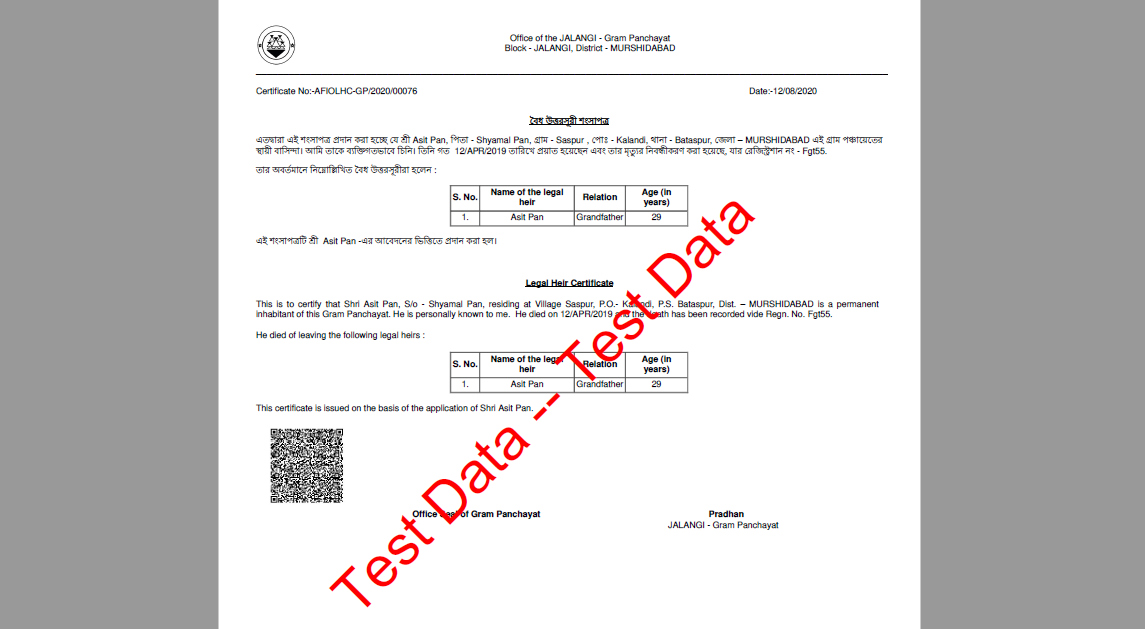 Office of the JALANGI - Gram Panchayat
Block - JALANGI, District - MURSHIDABAD
Certificate No:-AFIOLHC-GP/2020/00076 Date:-12/08/2020
বৈধ উত্তরসূরী শংসাপত্র
এতদ্বারা এই শংসাপত্র প্রদান করা হচ্ছে যে শ্রী Asit Pan, পিতা - Shyamal Pan, গ্রাম - Saspur , পোঃ - Kalandi, থানা - Bataspur, জেলা – MURSHIDABAD এই গ্রাম পঞ্চায়েতের
স্থায়ী বাসিন্দা। আমি তাকে ব্যক্তিগতভাবে চিনি। তিনি গত 12/APR/2019 তারিখে প্রয়াত হয়েছেন এবং তার মৃত্যুর নিবন্ধীকরণ করা হয়েছে, যার রেজিস্ট্রেশান নং - Fgt55.
তার অবর্তমানে নিম্নোল্লিখিত বৈধ উত্তরসূরীরা হলেন :
S. No. Name of the legal heir Relation Age (in years)
1. Asit Pan Grandfather 29
এই শংসাপত্রটি শ্রী Asit Pan -এর আবেদনের ভিত্তিতে প্রদান করা হল।
Legal Heir Certificate
This is to certify that Shri Asit Pan, S/o - Shyamal Pan, residing at Village Saspur, P.O.- Kalandi, P.S. Bataspur, Dist. – MURSHIDABAD is a permanent
inhabitant of this Gram Panchayat. He is personally known to me. He died on 12/APR/2019 and the death has been recorded vide Regn. No. Fgt55.
He died of leaving the following legal heirs :
S. No. Name of the legal heir Relation Age (in years)
1. Asit Pan Grandfather 29
This certificate is issued on the basis of the application of Shri Asit Pan.
Office Seal of Gram Panchayat Pradhan
JALANGI - Gram Panchayat
Test Data -- Test Data